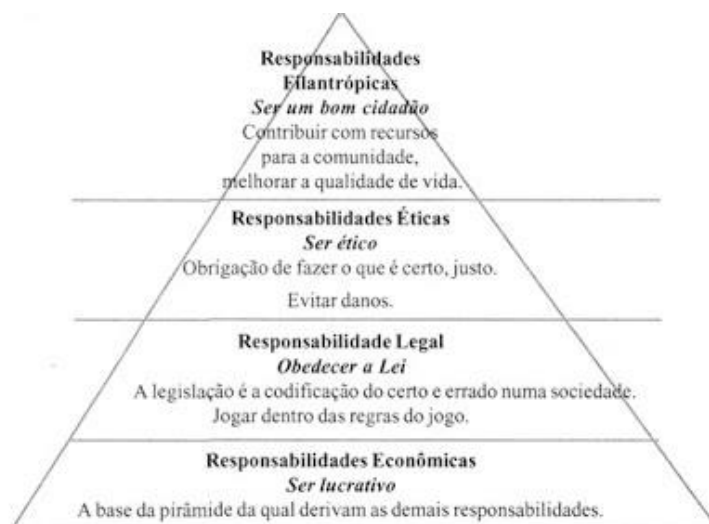 Responsabilidades
Filantrópicas
Ser um bom cidadão
Contribuir com recursos
para a comunidade,
melhorar a qualidade de vida.
Responsabilidades Éticas
Ser ético
Obrigação de fazer o que é certo, justo.
Evitar danos.
Responsabilidade Legal
Obedecer a Lei
A legislação é a codificação do certo e errado numa sociedade.
Jogar dentro das regras do jogo.
Responsabilidades Econômicas
Ser lucrativo
A base da pirâmide da qual derivam as demais responsabilidades.